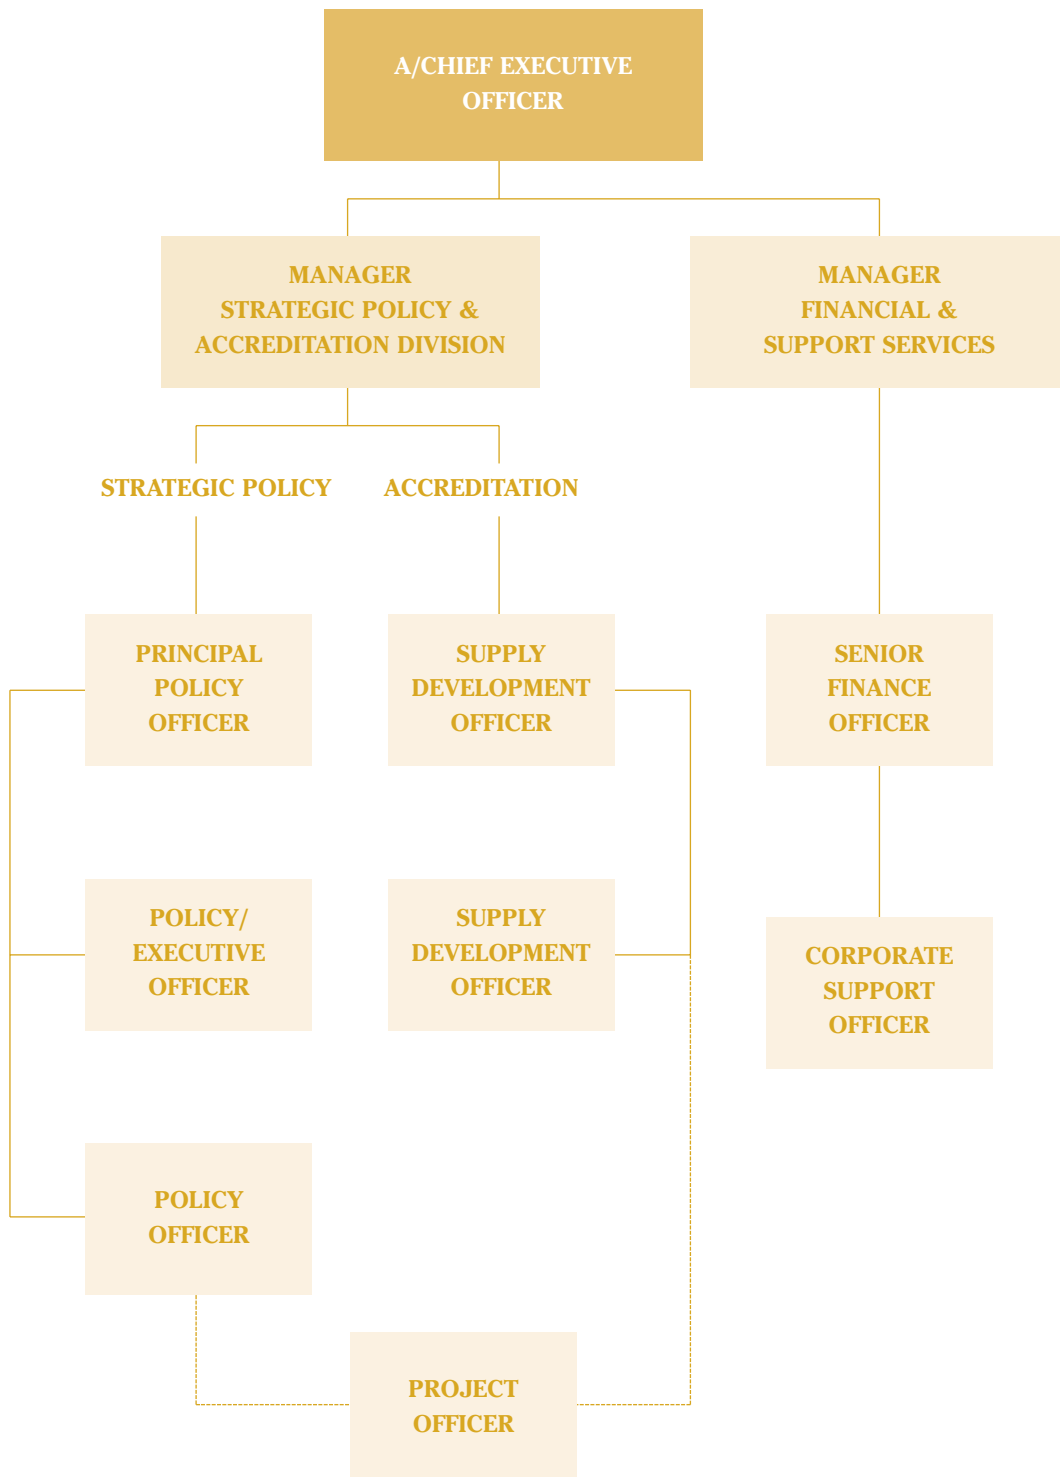 A/CHIEF EXECUTIVE
OFFICER
MANAGER
STRATEGIC POLICY &
ACCREDITATION DIVISION
MANAGER
FINANCIAL &
SUPPORT SERVICES
STRATEGIC POLICY
ACCREDITATION
PRINCIPAL
POLICY
OFFICER
SUPPLY
DEVELOPMENT
OFFICER
SENIOR
FINANCE
OFFICER
POLICY/
EXECUTIVE
OFFICER
SUPPLY
DEVELOPMENT
OFFICER
CORPORATE
SUPPORT
OFFICER
POLICY
OFFICER
PROJECT
OFFICER